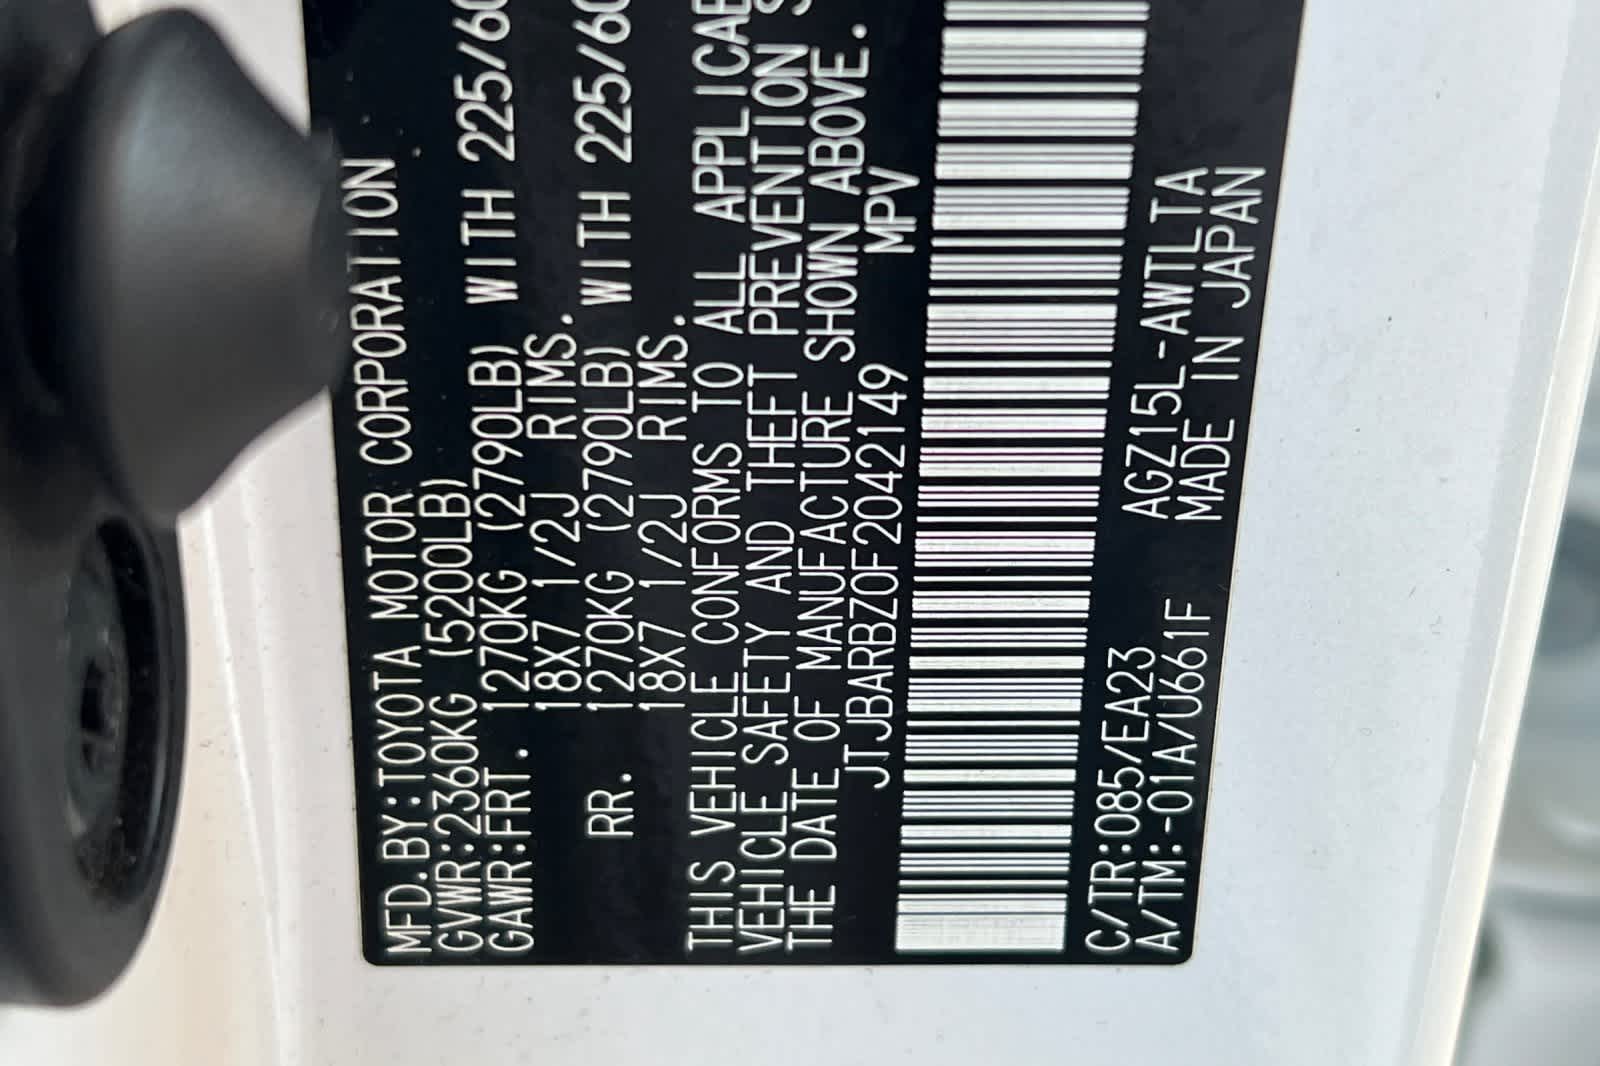 MFD.BY:TOYOTA MOTOR CORPORATION
GVWR:2360KG (5200LB)
GAWR:FRT. 1270KG (2790LB) WITH 225/60
18X7 1/2J RIMS.
RR. 1270KG (2790LB) WITH 225/60
18X7 1/2J RIMS.
THIS VEHICLE CONFORMS TO ALL APPLICAB
VEHICLE SAFETY AND THEFT PREVENTION S
THE DATE OF MANUFACTURE SHOWN ABOVE.
JTJBARBZ0F2042149 MPV
C/TR:085/EA23 AGZ15L-AWTLTA
A/TM:-01A/U661F MADE IN JAPAN